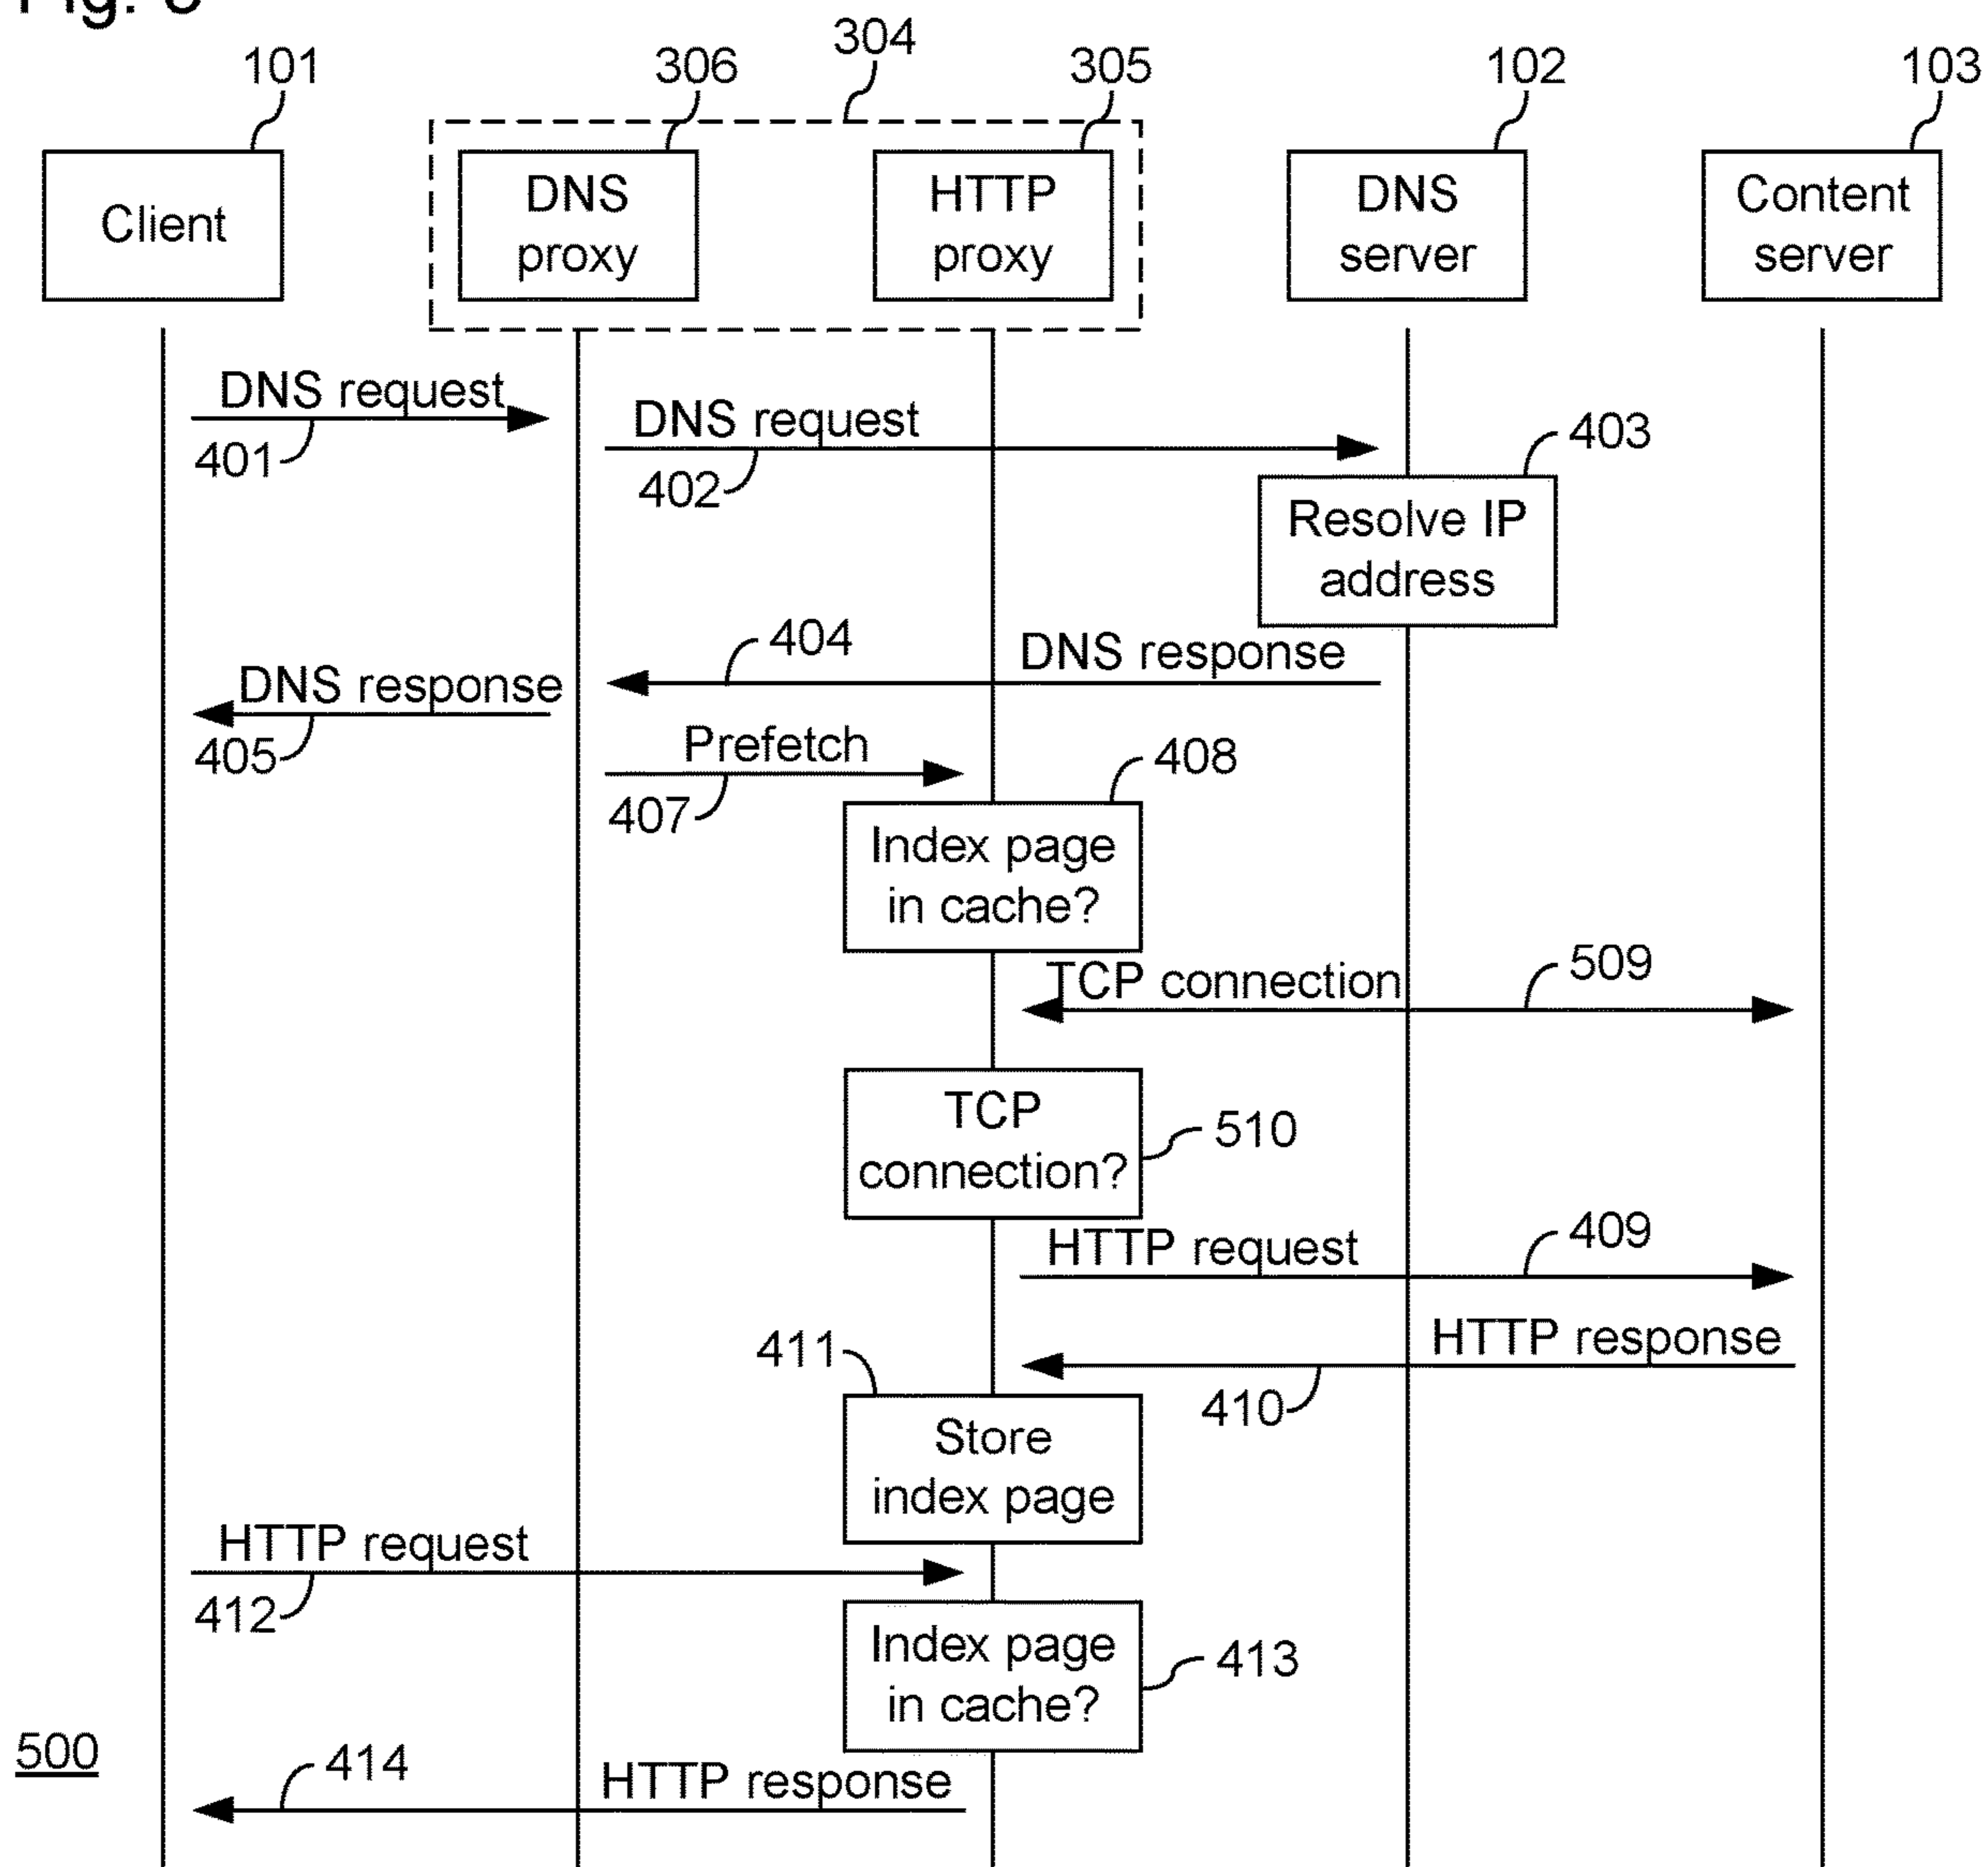 304
101
306
305
102
103
Client
DNS
proxy
HTTP
proxy
DNS
server
Content
server
DNS request
401
DNS request
402
403
Resolve IP
address
404
DNS response
DNS response
405
Prefetch
407
408
Index page
in cache?
TCP connection
509
TCP
connection?
510
HTTP request
409
HTTP response
410
411
Store
index page
HTTP request
412
Index page
in cache?
413
500
414
HTTP response